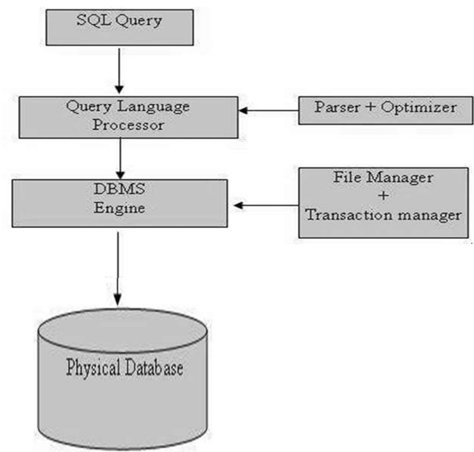 SQL Query
Query Language
Processor
Parser + Optimizer
DBMS
Engine
File Manager
+
Transaction manager
Physical Database